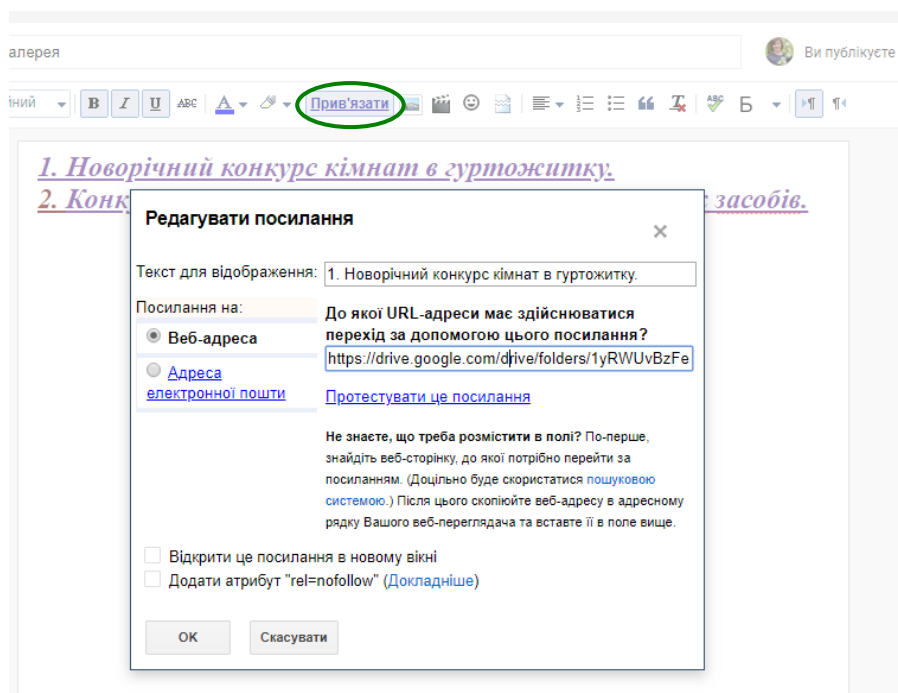 алерея
Ви публікуєте
B I U ABC A Прив'язати ABC Б
1. Новорічний конкурс кімнат в гуртожитку.
2. Конк засобів.
Редагувати посилання
Текст для відображення: 1. Новорічний конкурс кімнат в гуртожитку.
Посилання на:
Веб-адреса
Адреса
електронної пошти
До якої URL-адреси має здійснюватися
перехід за допомогою цього посилання?
https://drive.google.com/drive/folders/1yRWUvBzFe
Протестувати це посилання
Не знаєте, що треба розмістити в полі? По-перше,
знайдіть веб-сторінку, до якої потрібно перейти за
посиланням. (Доцільно буде скористатися пошуковою
системою.) Після цього скопіюйте веб-адресу в адресному
рядку Вашого веб-переглядача та вставте її в поле вище.
Відкрити це посилання в новому вікні
Додати атрибут "rel=nofollow" (Докладніше)
OK Скасувати